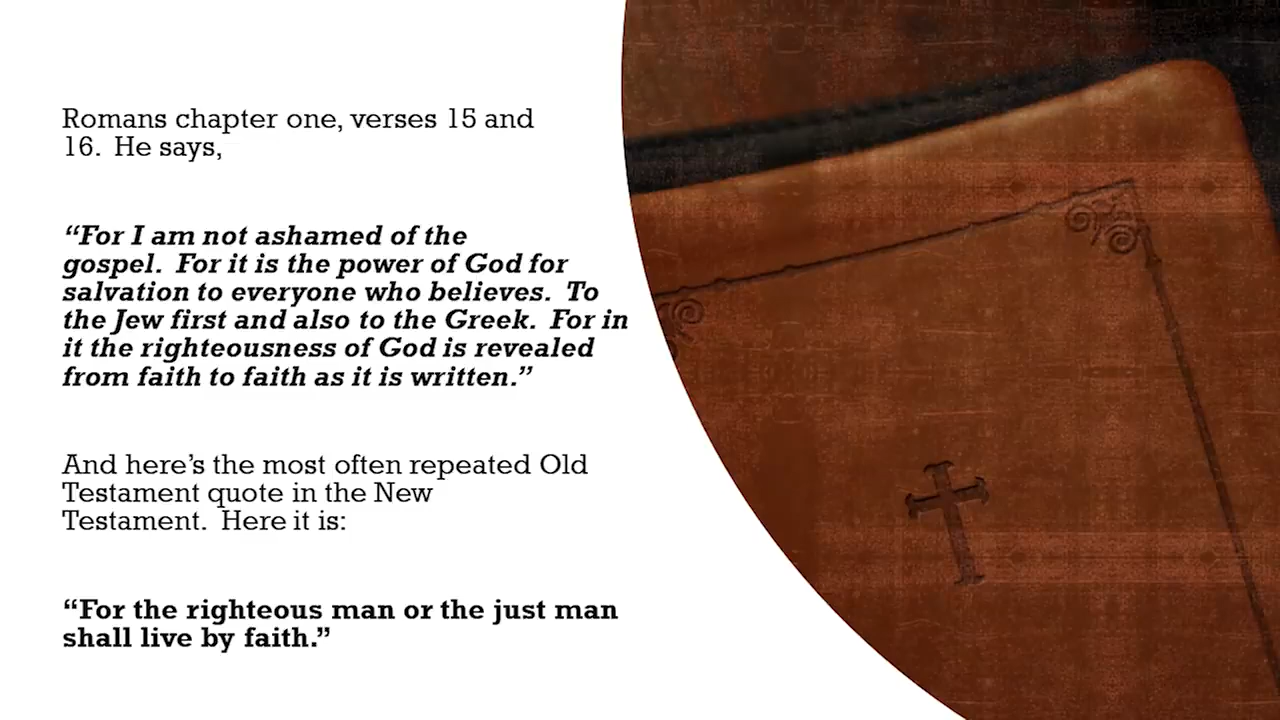 Romans chapter one, verses 15 and
16.  He says,
“For I am not ashamed of the
gospel.  For it is the power of God for
salvation to everyone who believes.  To
the Jew first and also to the Greek.  For in
it the righteousness of God is revealed
from faith to faith as it is written.”
And here’s the most often repeated Old
Testament quote in the New
Testament.  Here it is:
“For the righteous man or the just man
shall live by faith.”